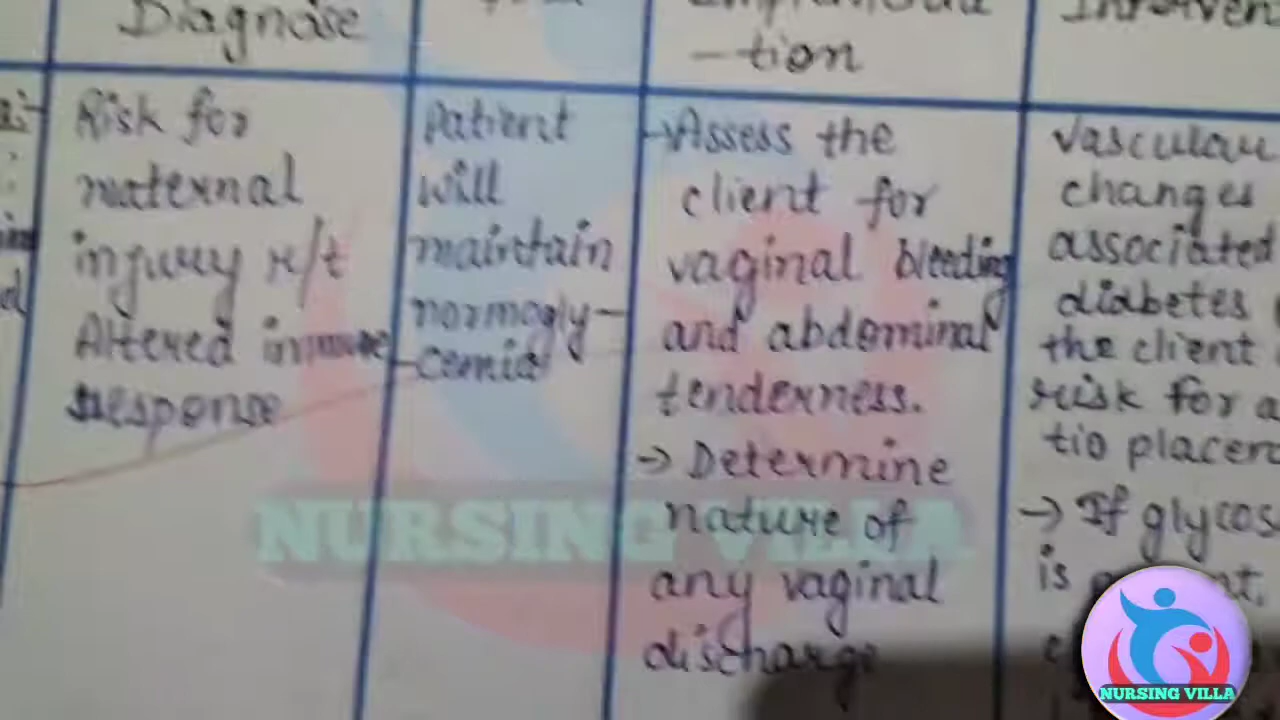 Diagnose
-tion
Risk for
maternal
injury r/t
Altered immune
response
Patient
will
maintain
normogly-
-cemia
→Assess the
client for
vaginal bleeding
and abdominal
tenderness.
→ Determine
nature of
any vaginal
discharge
vascular
changes
associated
diabetes
the client
risk for a
tio placen
→ If glycos
is
NURSING VILLA
NURSING VILLA